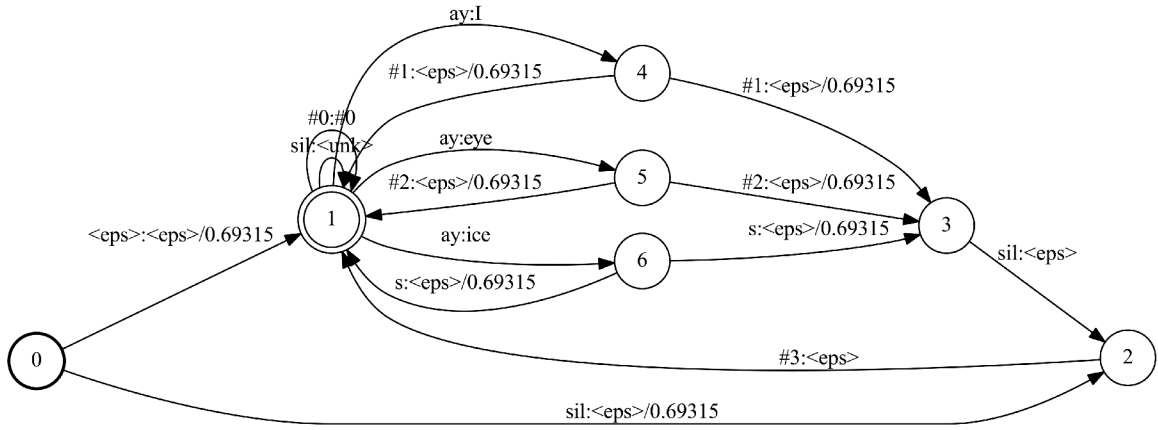 ay:I
#1:<eps>/0.69315
4
#1:<eps>/0.69315
#0:#0
sil:<unk>
ay:eye
#2:<eps>/0.69315
5
#2:<eps>/0.69315
1
ay:ice
s:<eps>/0.69315
6
s:<eps>/0.69315
3
<eps>:<eps>/0.69315
sil:<eps>
0
#3:<eps>
2
sil:<eps>/0.69315